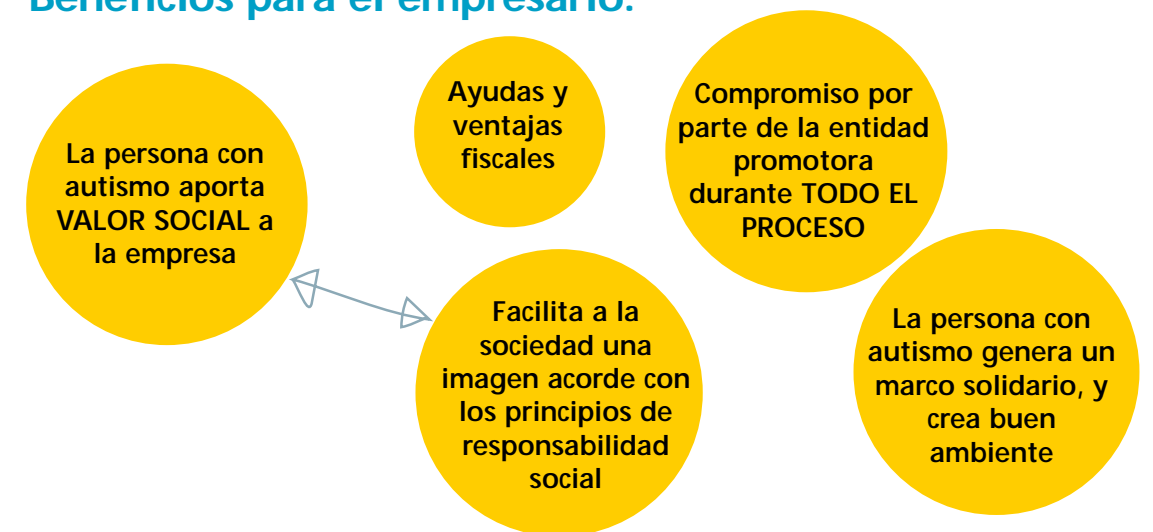 Beneficios para el empresario:
La persona con
autismo aporta
VALOR SOCIAL a
la empresa
Ayudas y
ventajas
fiscales
Compromiso por
parte de la entidad
promotora
durante TODO EL
PROCESO
Facilita a la
sociedad una
imagen acorde con
los principios de
responsabilidad
social
La persona con
autismo genera un
marco solidario, y
crea buen
ambiente